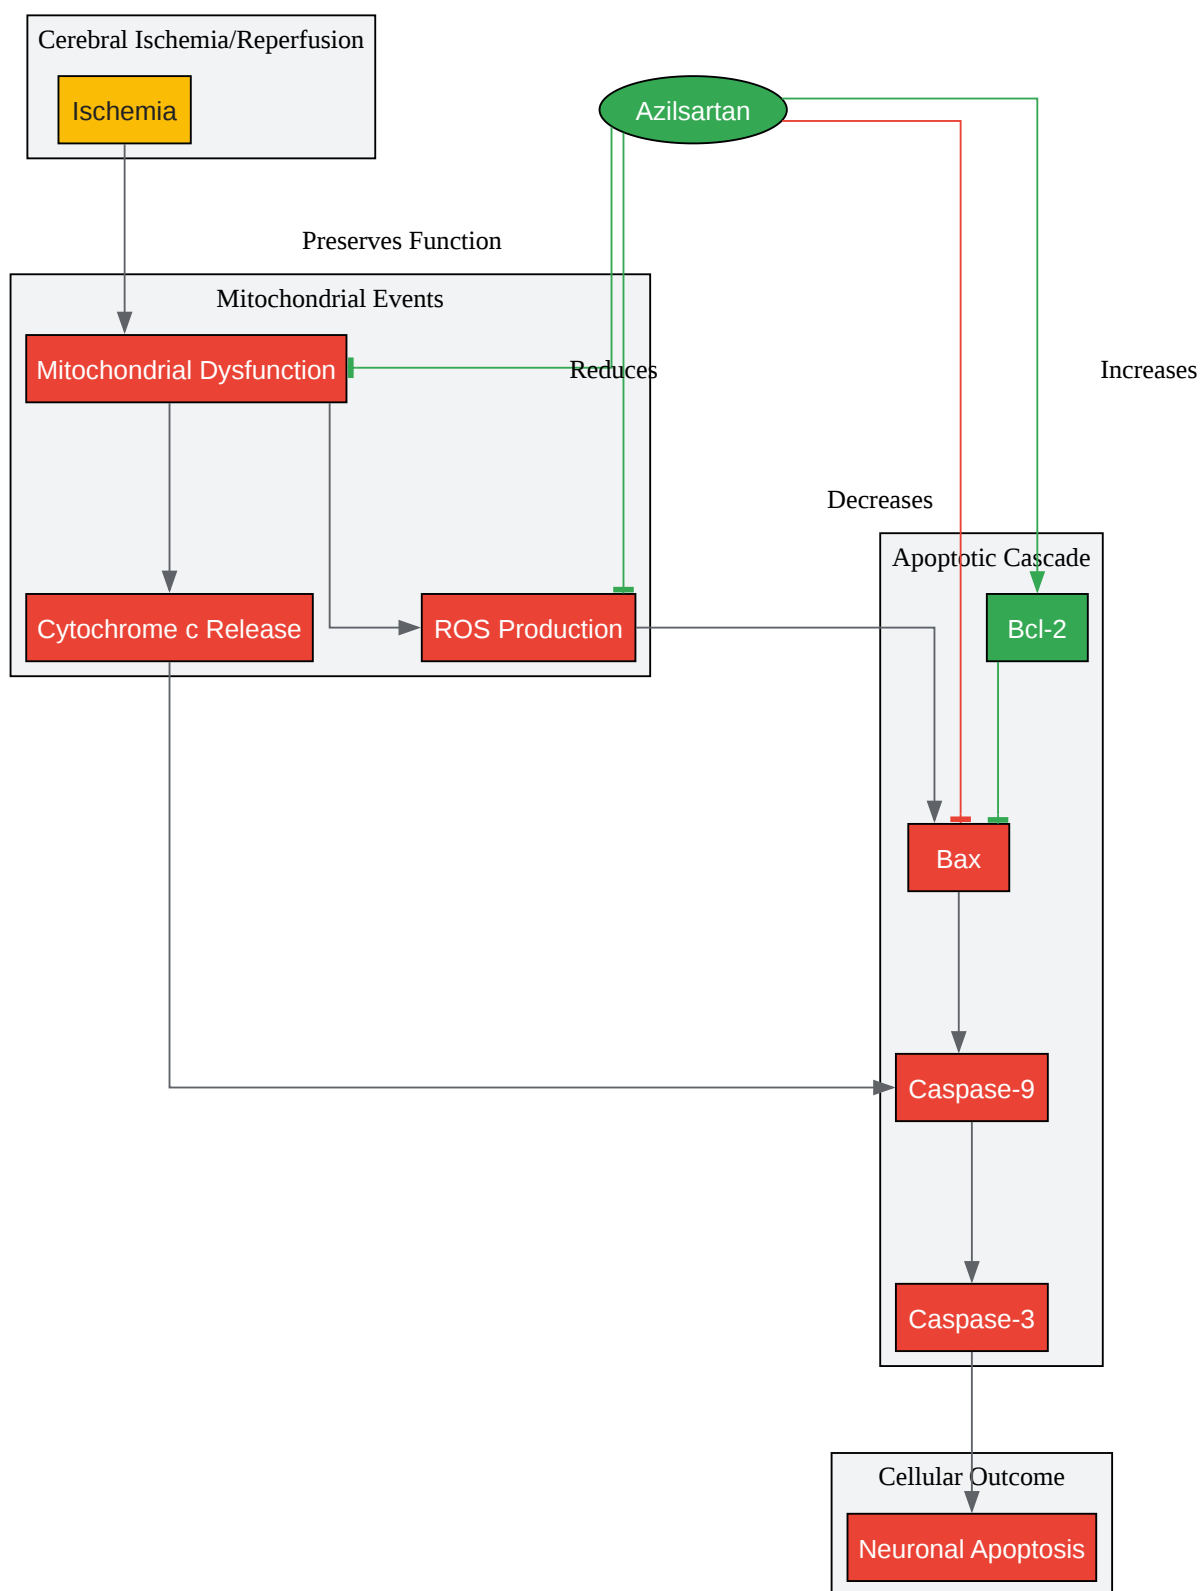 Cerebral Ischemia/Reperfusion
Ischemia
Azilsartan
Preserves Function
Mitochondrial Events
Mitochondrial Dysfunction
Reduces
Increases
Decreases
Apoptotic Cascade
Cytochrome c Release
ROS Production
Bcl-2
Bax
Caspase-9
Caspase-3
Cellular Outcome
Neuronal Apoptosis